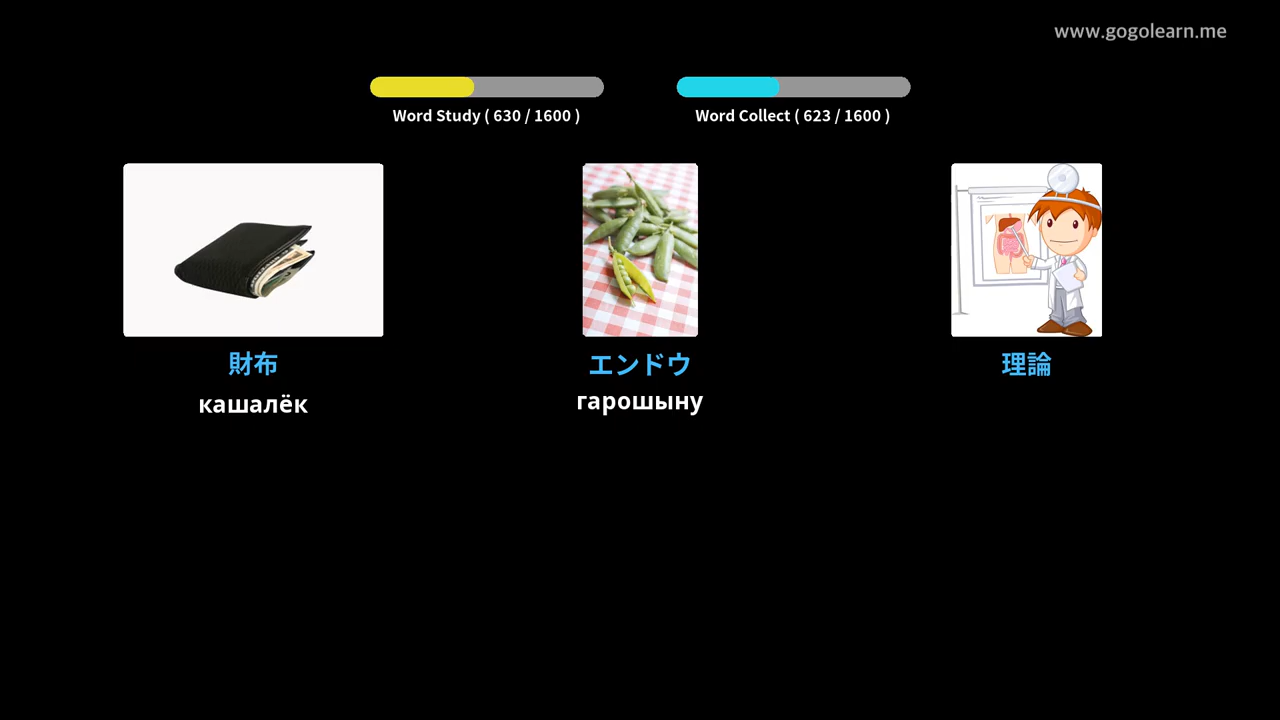 www.gogolearn.me
Word Study ( 630 / 1600 )
Word Collect ( 623 / 1600 )
財布
エンドウ
理論
кашалёк
гарошыну